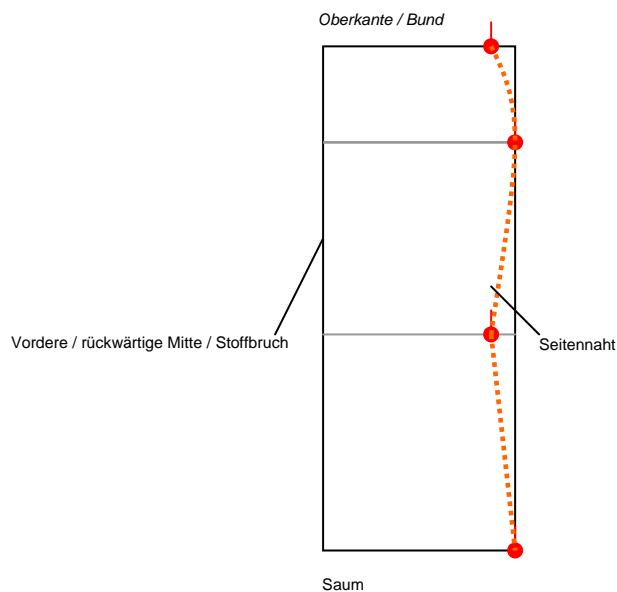 Oberkante / Bund
Vordere / rückwärtige Mitte / Stoffbruch
Seitennaht
Saum